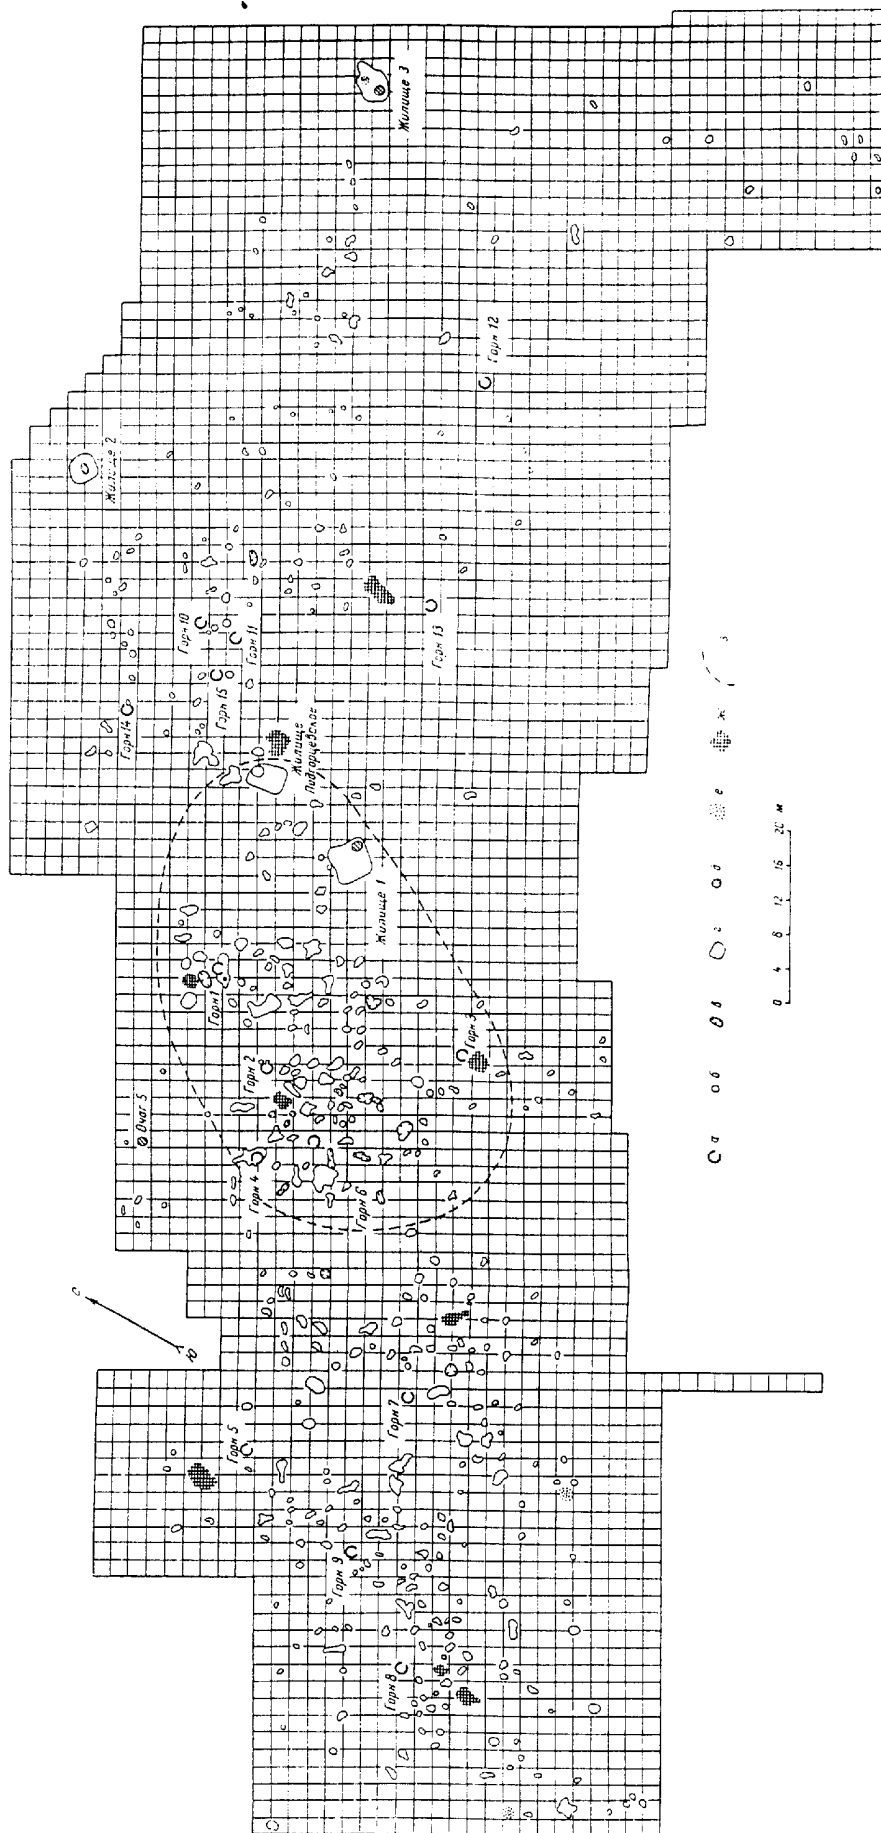 Жилище 3
Горн 12
Жилище 2
Горн 10
Горн 11
Горн 13
Горн 15
Горн 14
Жилище
Подгорцевское
Жилище 1
Горн 1
Горн 2
Горн 3
Очаг 5
Горн 4
Горн 6
С
Ю
Горн 5
Горн 7
Горн 9
Горн 8
а б в г д е ж з
0 4 8 12 16 20 м